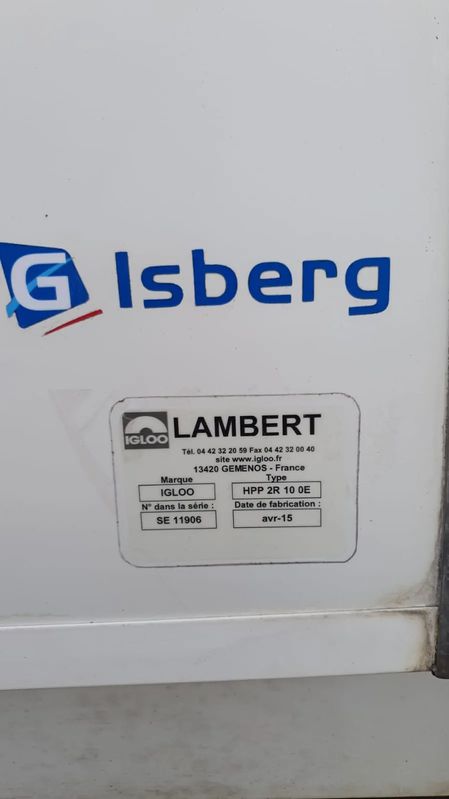 G Isberg
IGLOO LAMBERT
Tél. 04 42 32 20 59 Fax 04 42 32 00 40
site www.igloo.fr
13420 GEMENOS - France
Marque Type
IGLOO HPP 2R 10 0E
N° dans la série : Date de fabrication :
SE 11906 avr-15